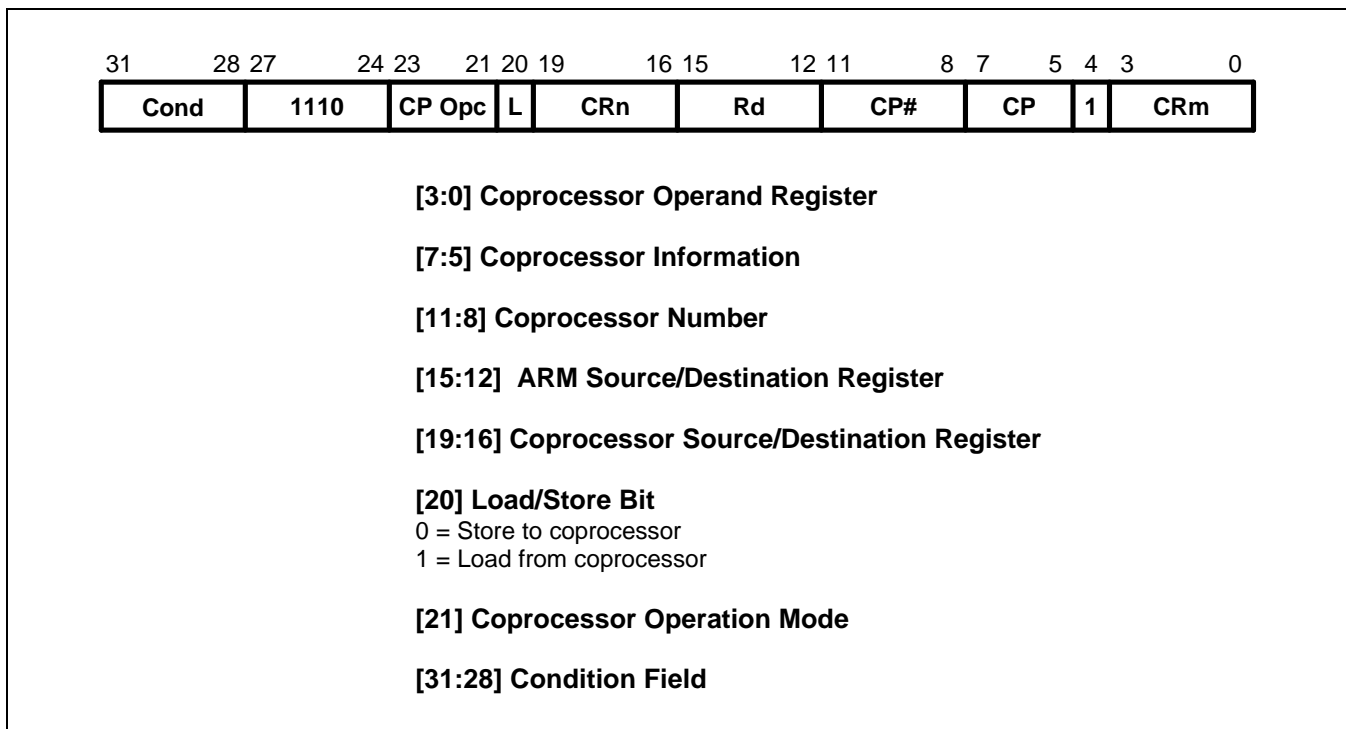 31 28 27 24 23 21 20 19 16 15 12 11 8 7 5 4 3 0
Cond 1110 CP Opc L CRn Rd CP# CP 1 CRm
[3:0] Coprocessor Operand Register
[7:5] Coprocessor Information
[11:8] Coprocessor Number
[15:12] ARM Source/Destination Register
[19:16] Coprocessor Source/Destination Register
[20] Load/Store Bit
0 = Store to coprocessor
1 = Load from coprocessor
[21] Coprocessor Operation Mode
[31:28] Condition Field